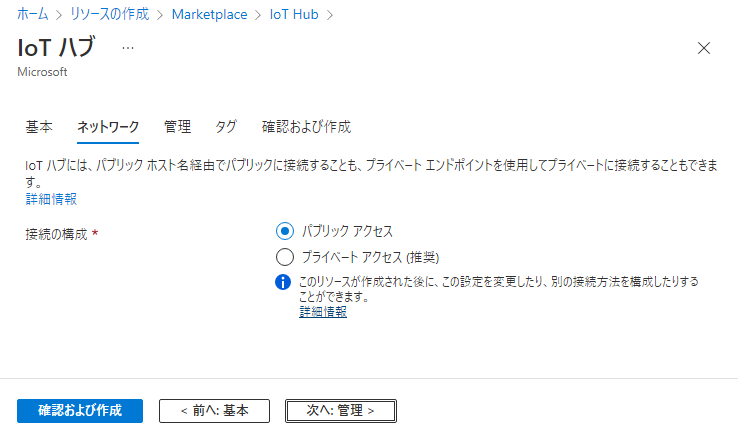 ホーム > リソースの作成 > Marketplace > IoT Hub >
IoT ハブ ...
Microsoft
基本 ネットワーク 管理 タグ 確認および作成
IoT ハブには、パブリック ホスト名経由でパブリックに接続することも、プライベート エンドポイントを使用してプライベートに接続することもできま
す。
詳細情報
接続の構成 *
パブリック アクセス
プライベート アクセス (推奨)
このリソースが作成された後に、この設定を変更したり、別の接続方法を構成したりする
ことができます。
詳細情報
確認および作成 < 前へ: 基本 次へ: 管理 >